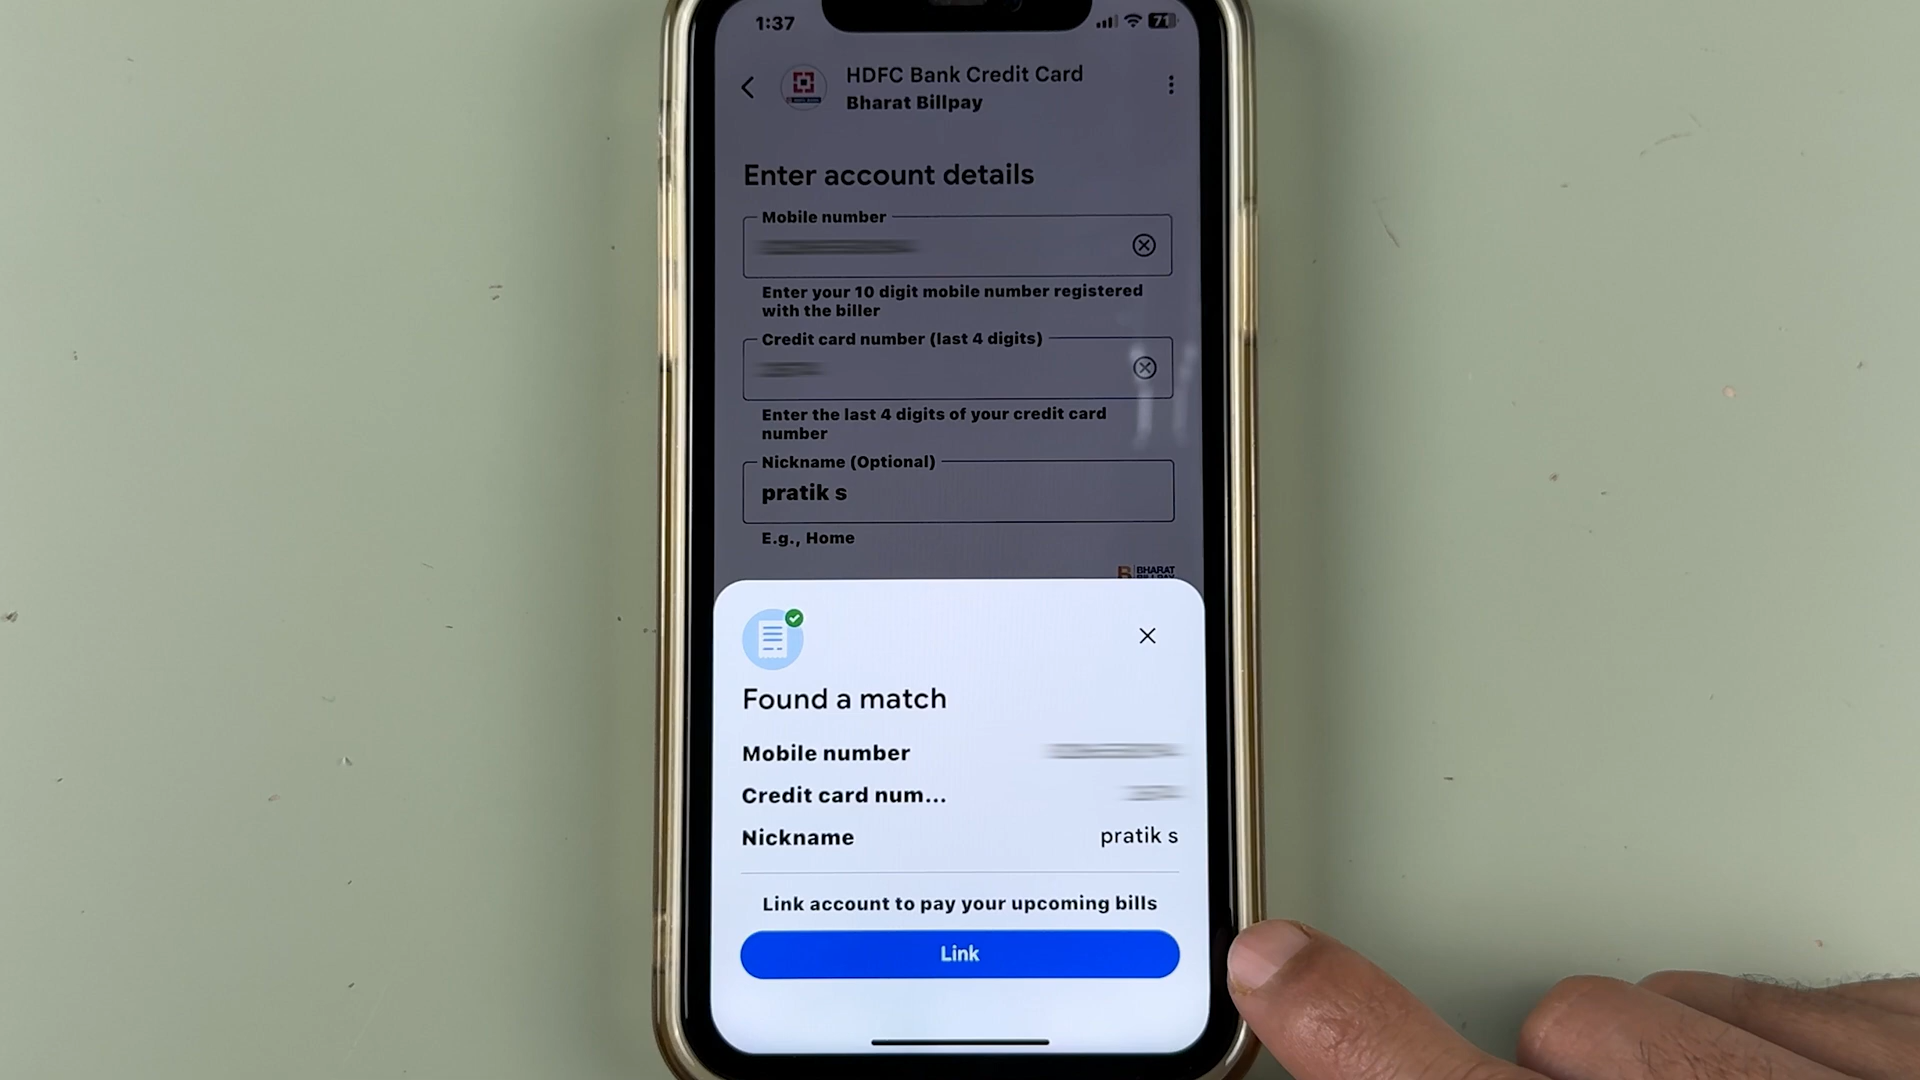 1:37
71
HDFC Bank Credit Card
Bharat Billpay
Enter account details
Mobile number
Enter your 10 digit mobile number registered
with the biller
Credit card number (last 4 digits)
Enter the last 4 digits of your credit card
number
Nickname (Optional)
pratik s
E.g., Home
B BHARAT
Found a match
Mobile number
Credit card num...
Nickname
pratik s
Link account to pay your upcoming bills
Link